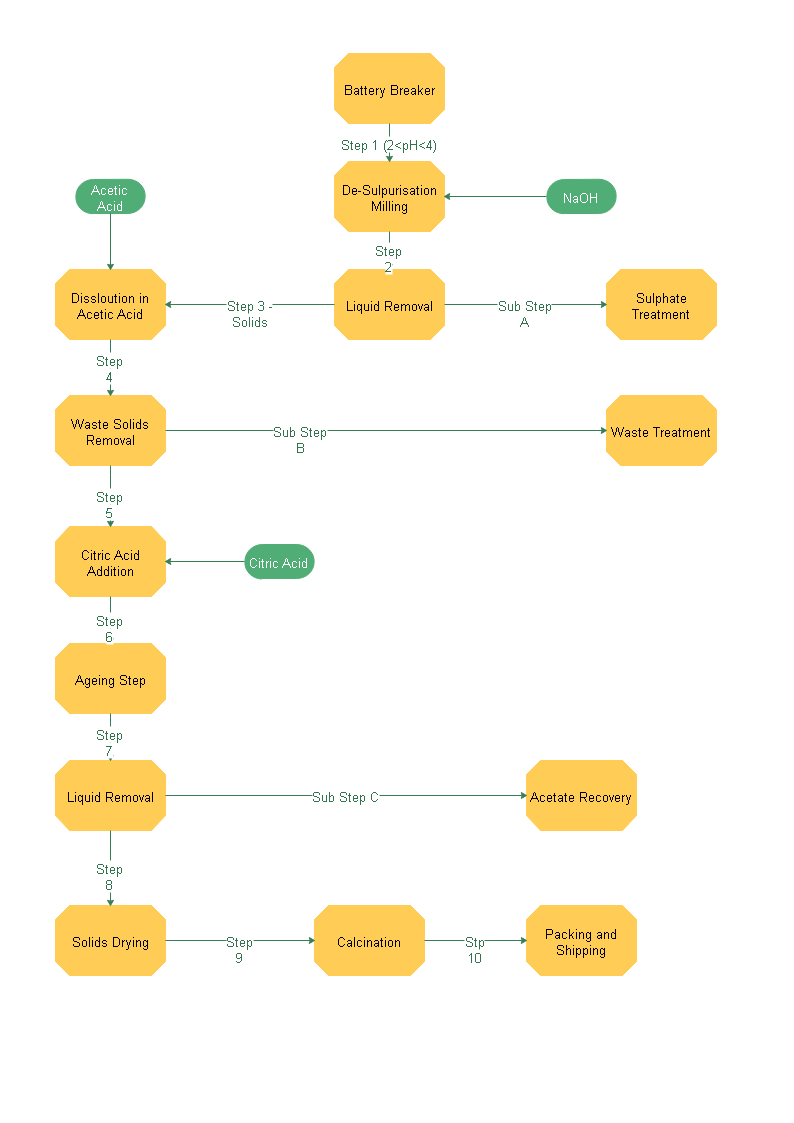 Battery Breaker
Step 1 (2<pH<4)
Acetic
Acid
De-Sulpurisation
Milling
NaOH
Step
2
Dissloution in
Acetic Acid
Step 3 -
Solids
Liquid Removal
Sub Step
A
Sulphate
Treatment
Step
4
Waste Solids
Removal
Sub Step
B
Waste Treatment
Step
5
Citric Acid
Addition
Citric Acid
Step
6
Ageing Step
Step
7
Liquid Removal
Sub Step C
Acetate Recovery
Step
8
Solids Drying
Step
9
Calcination
Stp
10
Packing and
Shipping